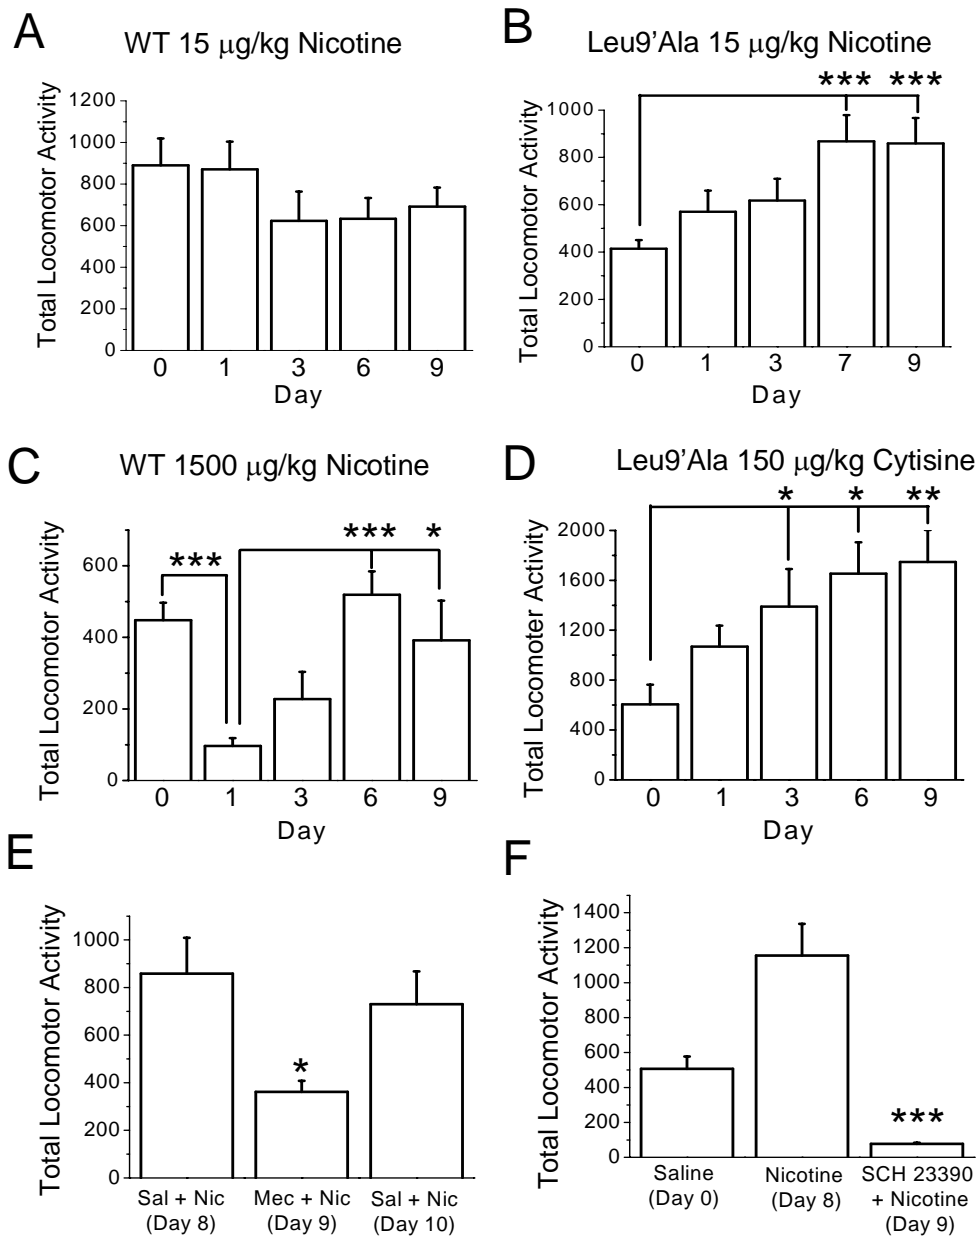 A
WT 15 μg/kg Nicotine
Total Locomotor Activity
1200
1000
800
600
400
200
0
0 1 3 6 9
Day
B
Leu9'Ala 15 μg/kg Nicotine
*** ***
Total Locomotor Activity
1000
800
600
400
200
0
0 1 3 7 9
Day
C
WT 1500 μg/kg Nicotine
*** *** *
Total Locomotor Activity
600
400
200
0
0 1 3 6 9
Day
D
Leu9'Ala 150 μg/kg Cytisine
* * **
Total Locomoter Activity
2000
1600
1200
800
400
0
0 1 3 6 9
Day
E
Total Locomotor Activity
1000
800
600
400
200
0
*
Sal + Nic Mec + Nic Sal + Nic
(Day 8) (Day 9) (Day 10)
F
Total Locomotor Activity
1400
1200
1000
800
600
400
200
0
***
Saline Nicotine SCH 23390
(Day 0) (Day 8) + Nicotine
(Day 9)